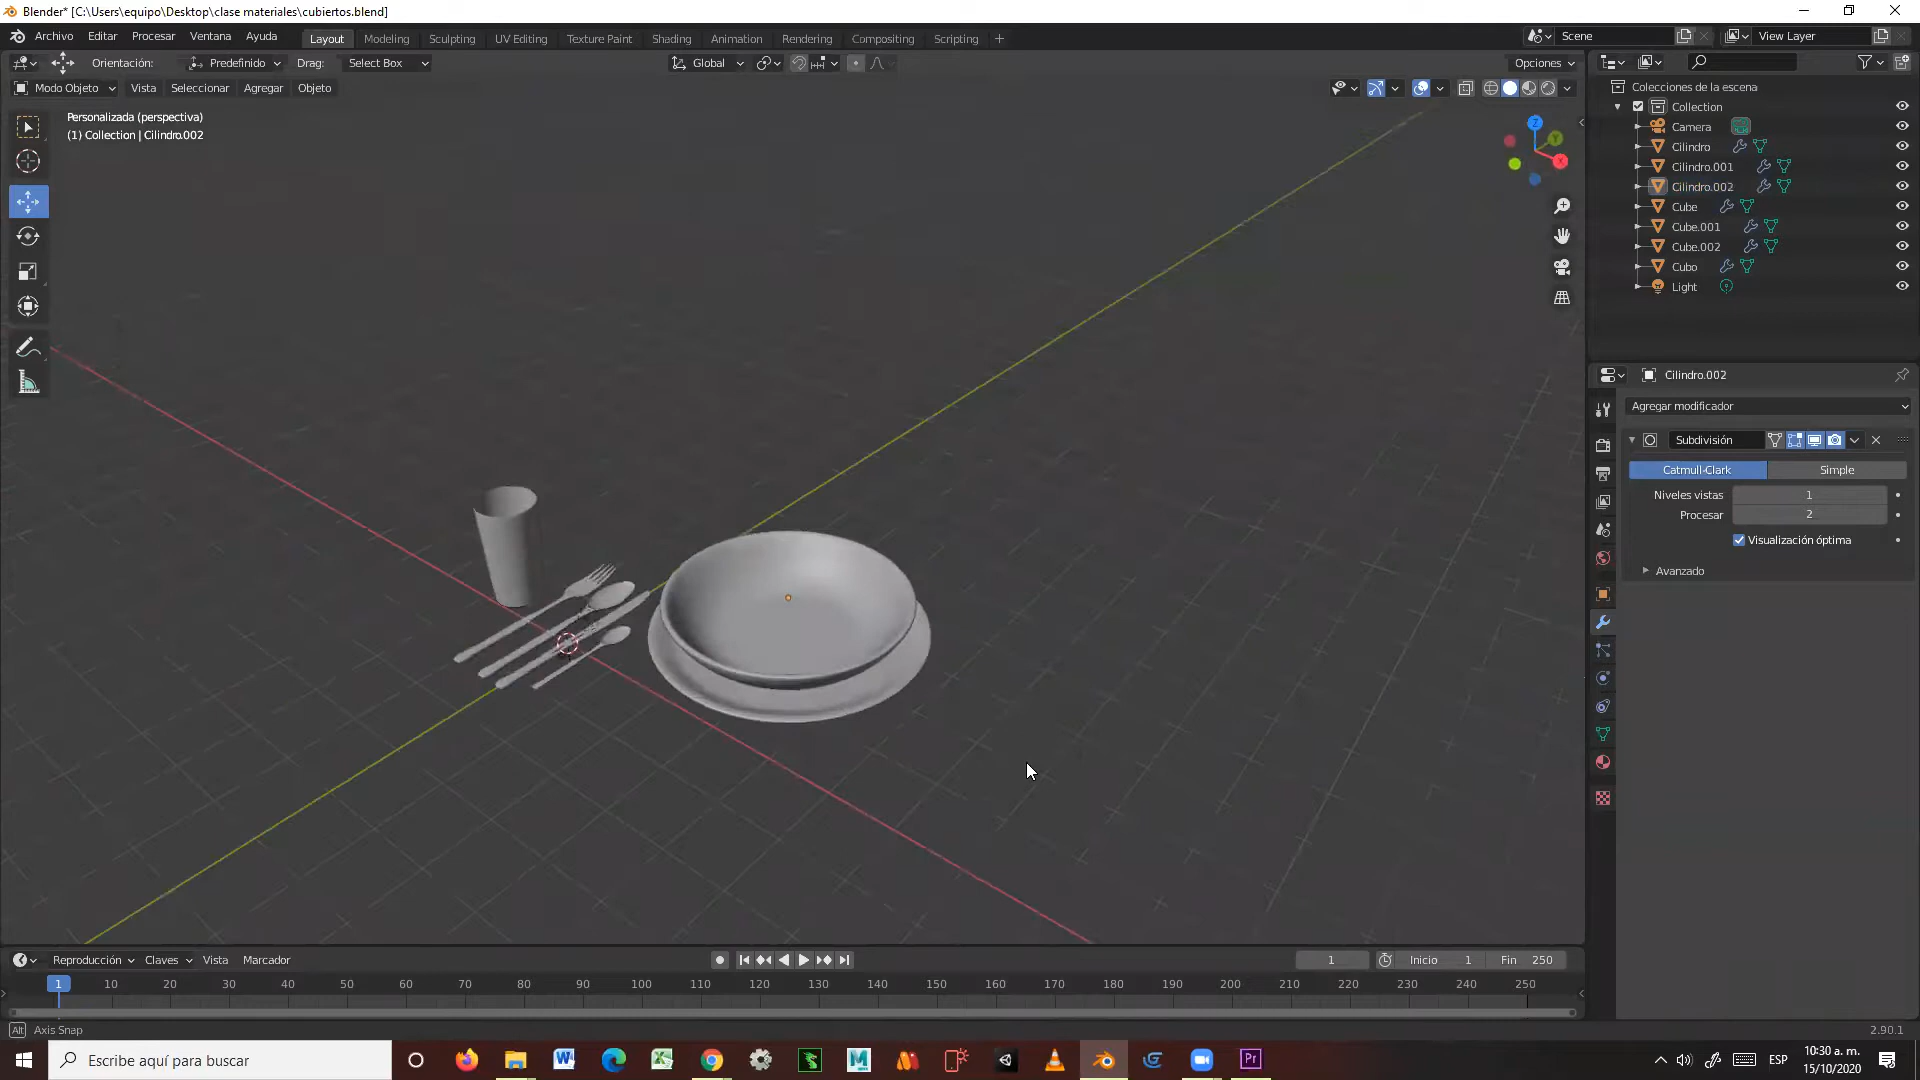 Blender* [C:\Users\equipo\Desktop\clase materiales\cubiertos.blend]
Archivo Editar Procesar Ventana Ayuda Layout Modeling Sculpting UV Editing Texture Paint Shading Animation Rendering Compositing Scripting + Scene View Layer
Orientación: Predefinido Drag: Select Box Global Opciones
Modo Objeto Vista Seleccionar Agregar Objeto
Personalizada (perspectiva)
(1) Collection | Cilindro.002
Z
Y
X
Colecciones de la escena
Collection
Camera
Cilindro
Cilindro.001
Cilindro.002
Cube
Cube.001
Cube.002
Cubo
Light
Cilindro.002
Agregar modificador
Subdivisión
Catmull-Clark Simple
Niveles vistas 1
Procesar 2
Visualización óptima
Avanzado
Reproducción Claves Vista Marcador 1 Inicio 1 Fin 250
1 10 20 30 40 50 60 70 80 90 100 110 120 130 140 150 160 170 180 190 200 210 220 230 240 250
Alt Axis Snap 2.90.1
Escribe aquí para buscar
Pr
ESP
10:30 a. m.
15/10/2020